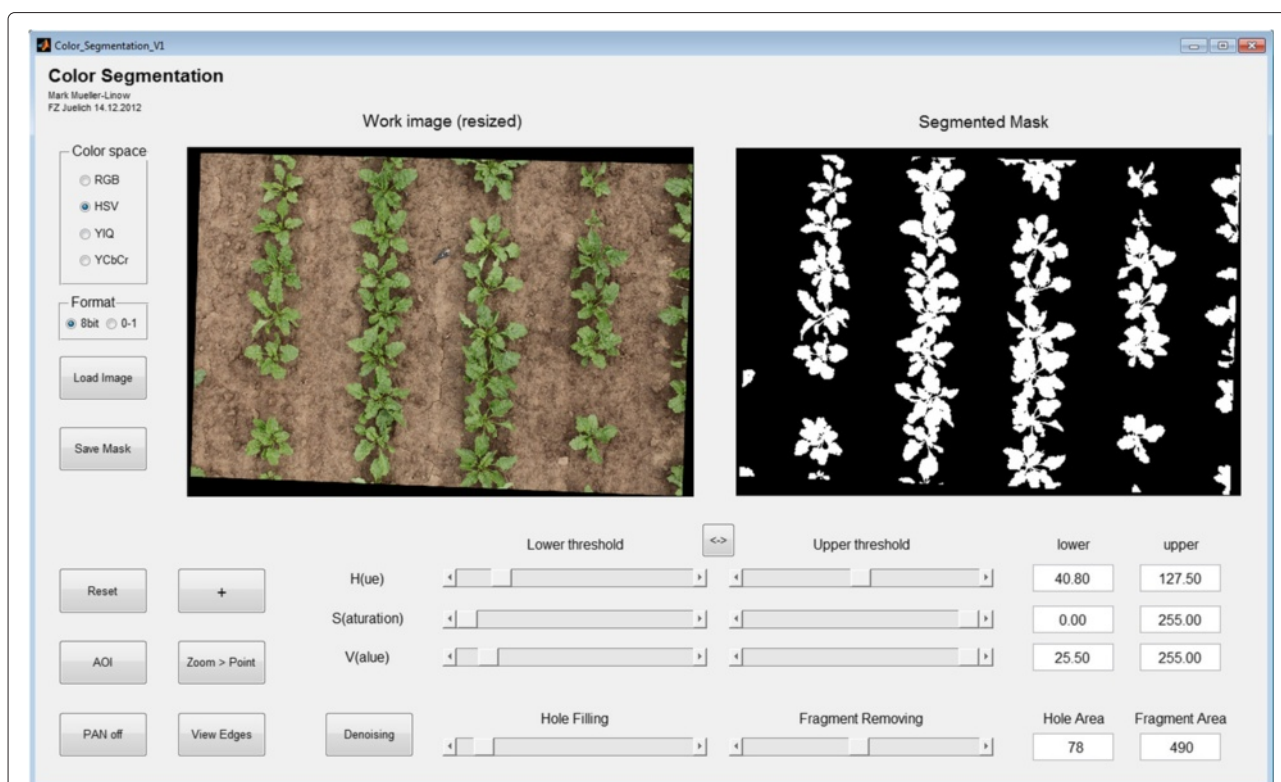 Color_Segmentation_V1
Color Segmentation
Mark Mueller-Linow
FZ Juelich 14.12.2012
Work image (resized)
Segmented Mask
Color space
RGB
HSV
YIQ
YCbCr
Format
8bit 0-1
Load Image
Save Mask
Lower threshold <-> Upper threshold lower upper
Reset + H(ue) 40.80 127.50
S(aturation) 0.00 255.00
AOI Zoom > Point V(alue) 25.50 255.00
Hole Filling Fragment Removing Hole Area Fragment Area
PAN off View Edges Denoising 78 490